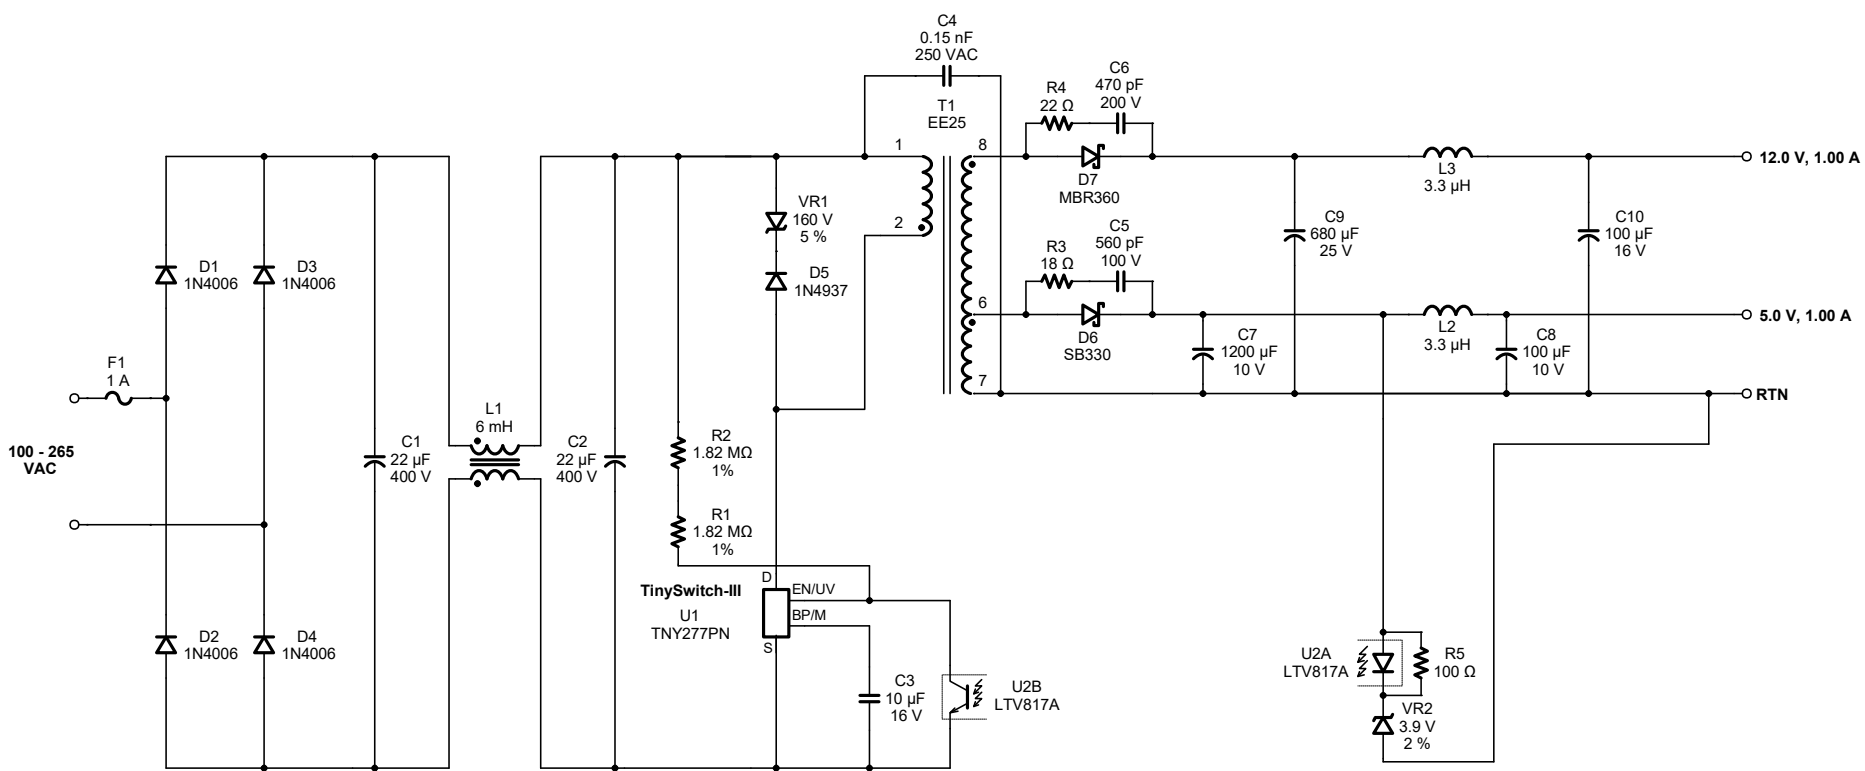 C4
0.15 nF
250 VAC
T1
EE25
1
2
8
6
7
R4
22 Ω
C6
470 pF
200 V
D7
MBR360
L3
3.3 µH
12.0 V, 1.00 A
C9
680 µF
25 V
C10
100 µF
16 V
R3
18 Ω
C5
560 pF
100 V
D6
SB330
C7
1200 µF
10 V
L2
3.3 µH
C8
100 µF
10 V
5.0 V, 1.00 A
RTN
VR1
160 V
5 %
D5
1N4937
D1
1N4006
D3
1N4006
F1
1 A
100 - 265
VAC
C1
22 µF
400 V
L1
6 mH
C2
22 µF
400 V
R2
1.82 MΩ
1%
R1
1.82 MΩ
1%
D2
1N4006
D4
1N4006
TinySwitch-III
U1
TNY277PN
D
EN/UV
BP/M
S
C3
10 µF
16 V
U2B
LTV817A
U2A
LTV817A
R5
100 Ω
VR2
3.9 V
2 %